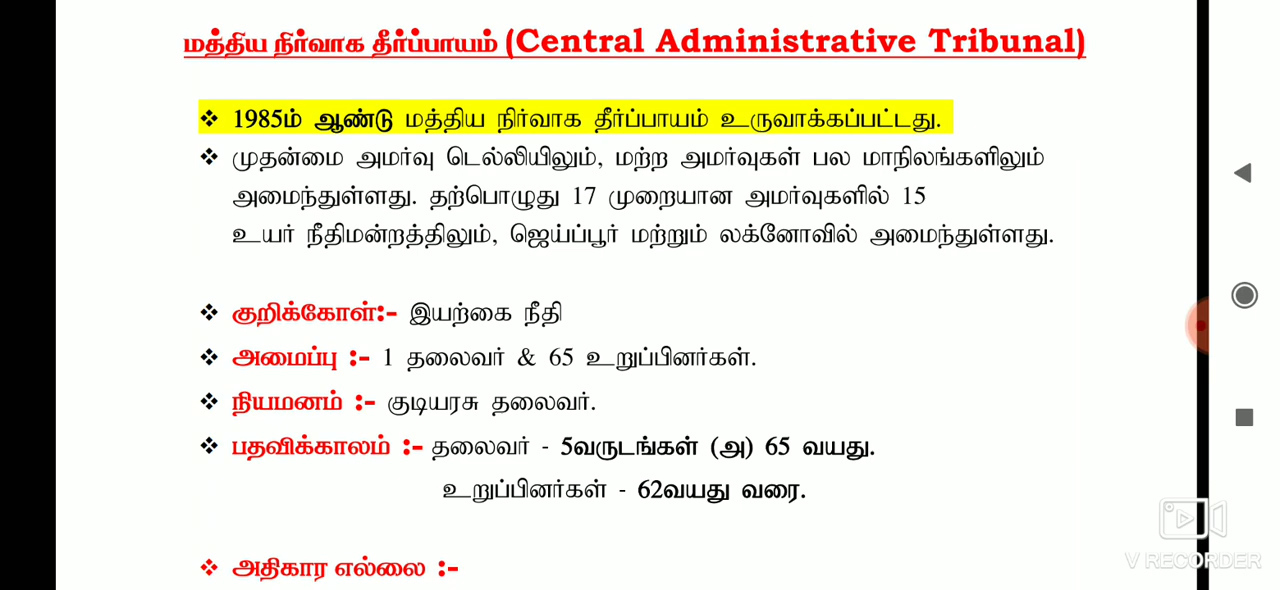 மத்திய நிர்வாக தீர்ப்பாயம் (Central Administrative Tribunal)
❖ 1985ம் ஆண்டு மத்திய நிர்வாக தீர்ப்பாயம் உருவாக்கப்பட்டது.
❖ முதன்மை அமர்வு டெல்லியிலும், மற்ற அமர்வுகள் பல மாநிலங்களிலும்
அமைந்துள்ளது. தற்பொழுது 17 முறையான அமர்வுகளில் 15
உயர் நீதிமன்றத்திலும், ஜெய்ப்பூர் மற்றும் லக்னோவில் அமைந்துள்ளது.
❖ குறிக்கோள்:- இயற்கை நீதி
❖ அமைப்பு :- 1 தலைவர் & 65 உறுப்பினர்கள்.
❖ நியமனம் :- குடியரசு தலைவர்.
❖ பதவிக்காலம் :- தலைவர் - 5வருடங்கள் (அ) 65 வயது.
உறுப்பினர்கள் - 62வயது வரை.
❖ அதிகார எல்லை :-
V RECORDER